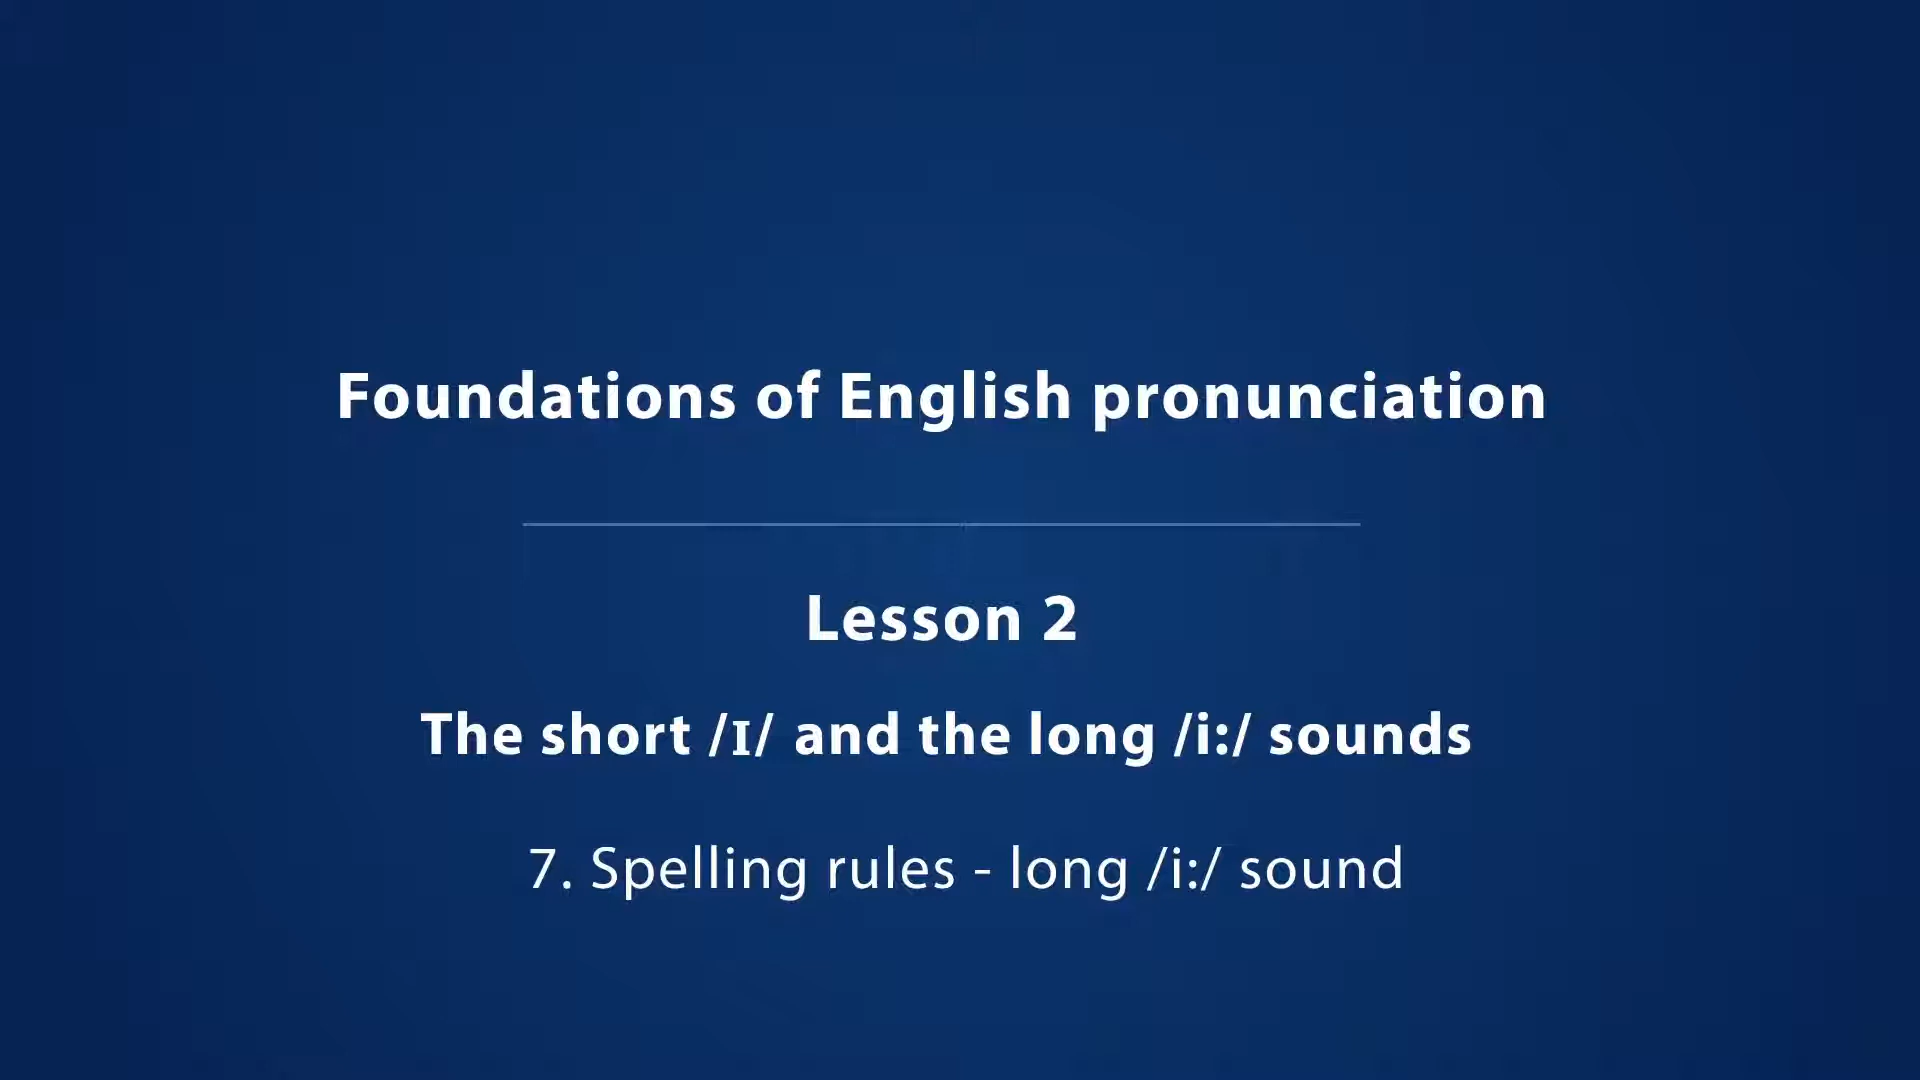 Foundations of English pronunciation
Lesson 2
The short /ɪ/ and the long /i:/ sounds
7. Spelling rules - long /i:/ sound